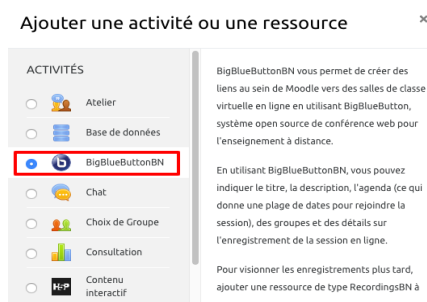 Ajouter une activité ou une ressource
×
ACTIVITÉS
Atelier
Base de données
BigBlueButtonBN
Chat
Choix de Groupe
Consultation
H-P
Contenu
interactif
BigBlueButtonBN vous permet de créer des
liens au sein de Moodle vers des salles de classe
virtuelle en ligne en utilisant BigBlueButton,
système open source de conférence web pour
l'enseignement à distance.
En utilisant BigBlueButtonBN, vous pouvez
indiquer le titre, la description, l'agenda (ce qui
donne une plage de dates pour rejoindre la
session), des groupes et des détails sur
l'enregistrement de la session en ligne.
Pour visionner les enregistrements plus tard,
ajouter une ressource de type RecordingsBN à